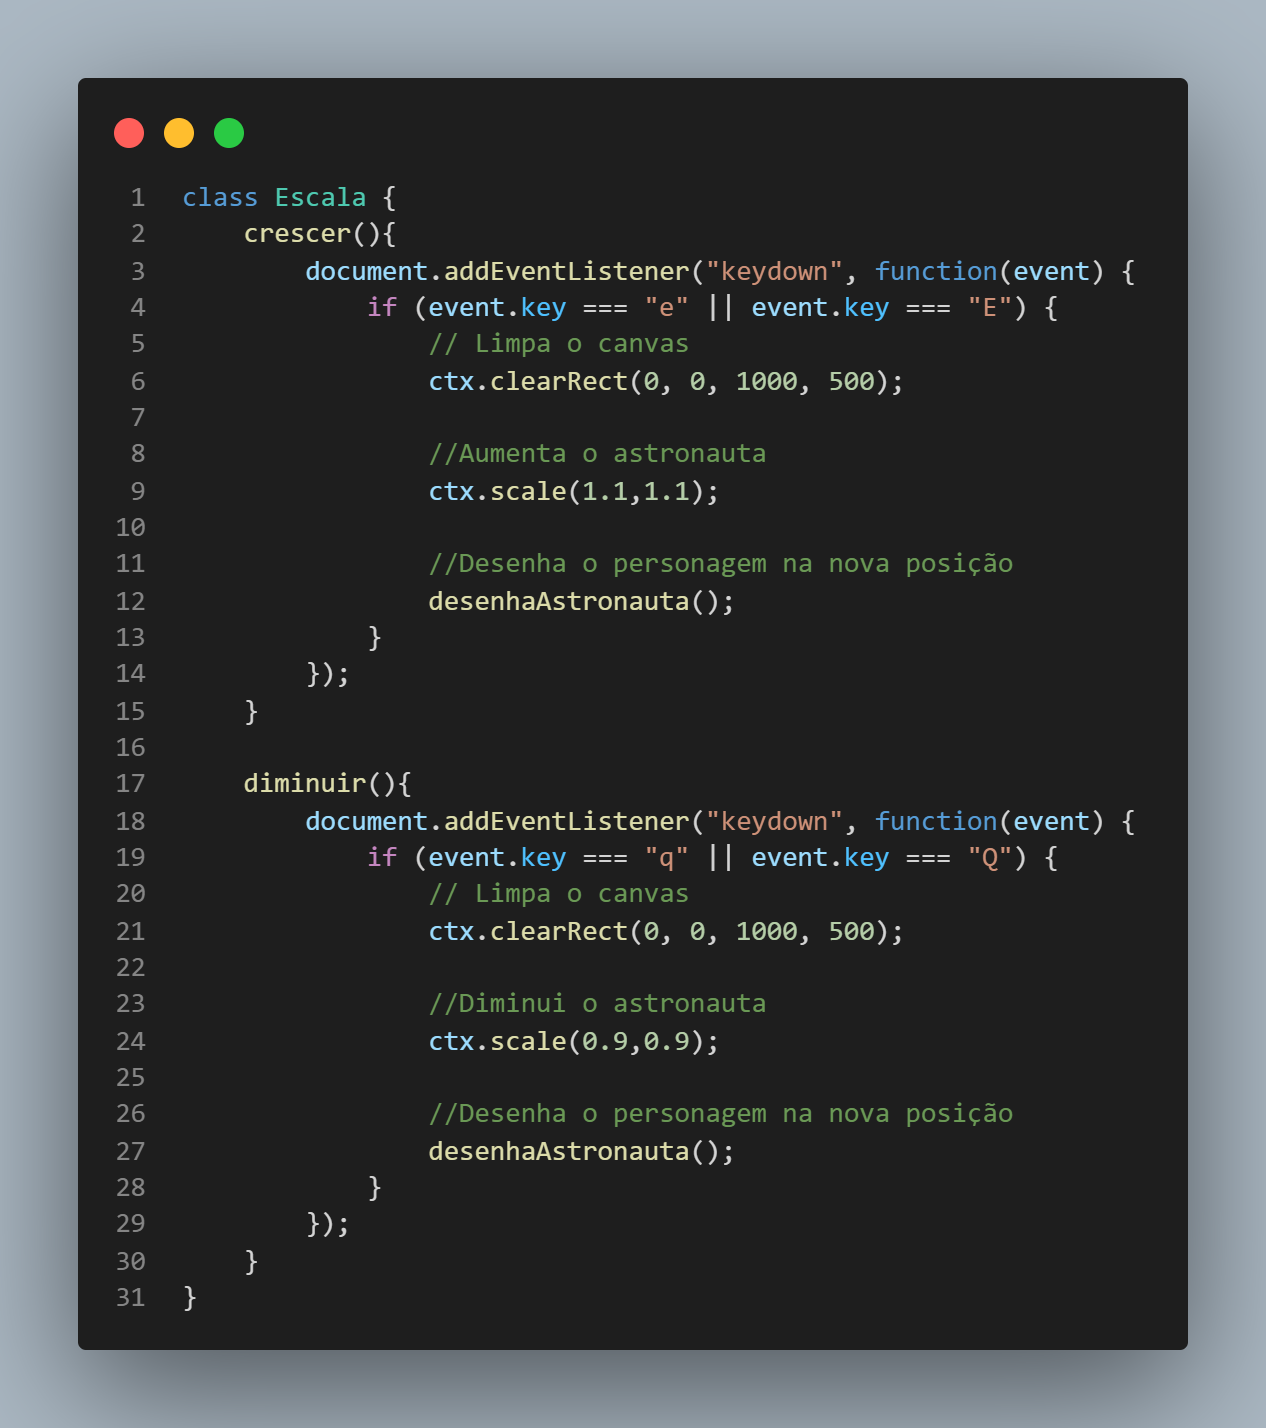 1 class Escala {
2     crescer(){
3         document.addEventListener("keydown", function(event) {
4             if (event.key === "e" || event.key === "E") {
5                 // Limpa o canvas
6                 ctx.clearRect(0, 0, 1000, 500);
7
8                 //Aumenta o astronauta
9                 ctx.scale(1.1,1.1);
10
11                 //Desenha o personagem na nova posição
12                 desenhaAstronauta();
13             }
14         });
15     }
16
17     diminuir(){
18         document.addEventListener("keydown", function(event) {
19             if (event.key === "q" || event.key === "Q") {
20                 // Limpa o canvas
21                 ctx.clearRect(0, 0, 1000, 500);
22
23                 //Diminui o astronauta
24                 ctx.scale(0.9,0.9);
25
26                 //Desenha o personagem na nova posição
27                 desenhaAstronauta();
28             }
29         });
30     }
31 }